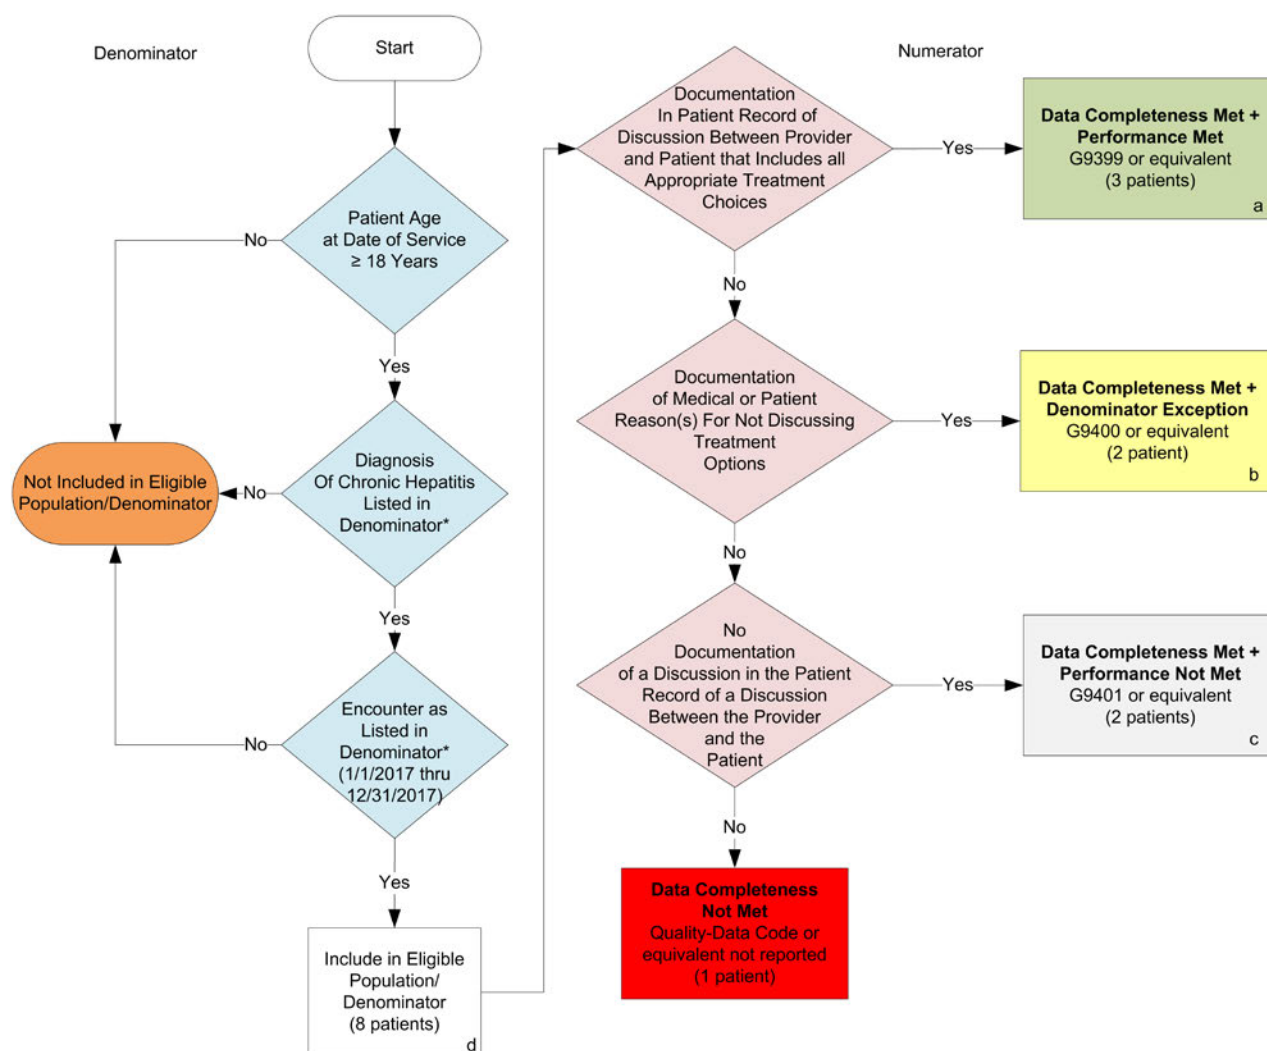 Denominator
Start
Numerator
Patient Age
at Date of Service
≥ 18 Years
No
Yes
Diagnosis
Of Chronic Hepatitis
Listed in
Denominator*
No
Not Included in Eligible
Population/Denominator
Yes
Encounter as
Listed in
Denominator*
(1/1/2017 thru
12/31/2017)
No
Yes
Include in Eligible
Population/
Denominator
(8 patients)
d
Documentation
In Patient Record of
Discussion Between Provider
and Patient that Includes all
Appropriate Treatment
Choices
Yes
Data Completeness Met +
Performance Met
G9399 or equivalent
(3 patients)
a
No
Documentation
of Medical or Patient
Reason(s) For Not Discussing
Treatment
Options
Yes
Data Completeness Met +
Denominator Exception
G9400 or equivalent
(2 patient)
b
No
No
Documentation
of a Discussion in the Patient
Record of a Discussion
Between the Provider
and the
Patient
Yes
Data Completeness Met +
Performance Not Met
G9401 or equivalent
(2 patients)
c
No
Data Completeness
Not Met
Quality-Data Code or
equivalent not reported
(1 patient)